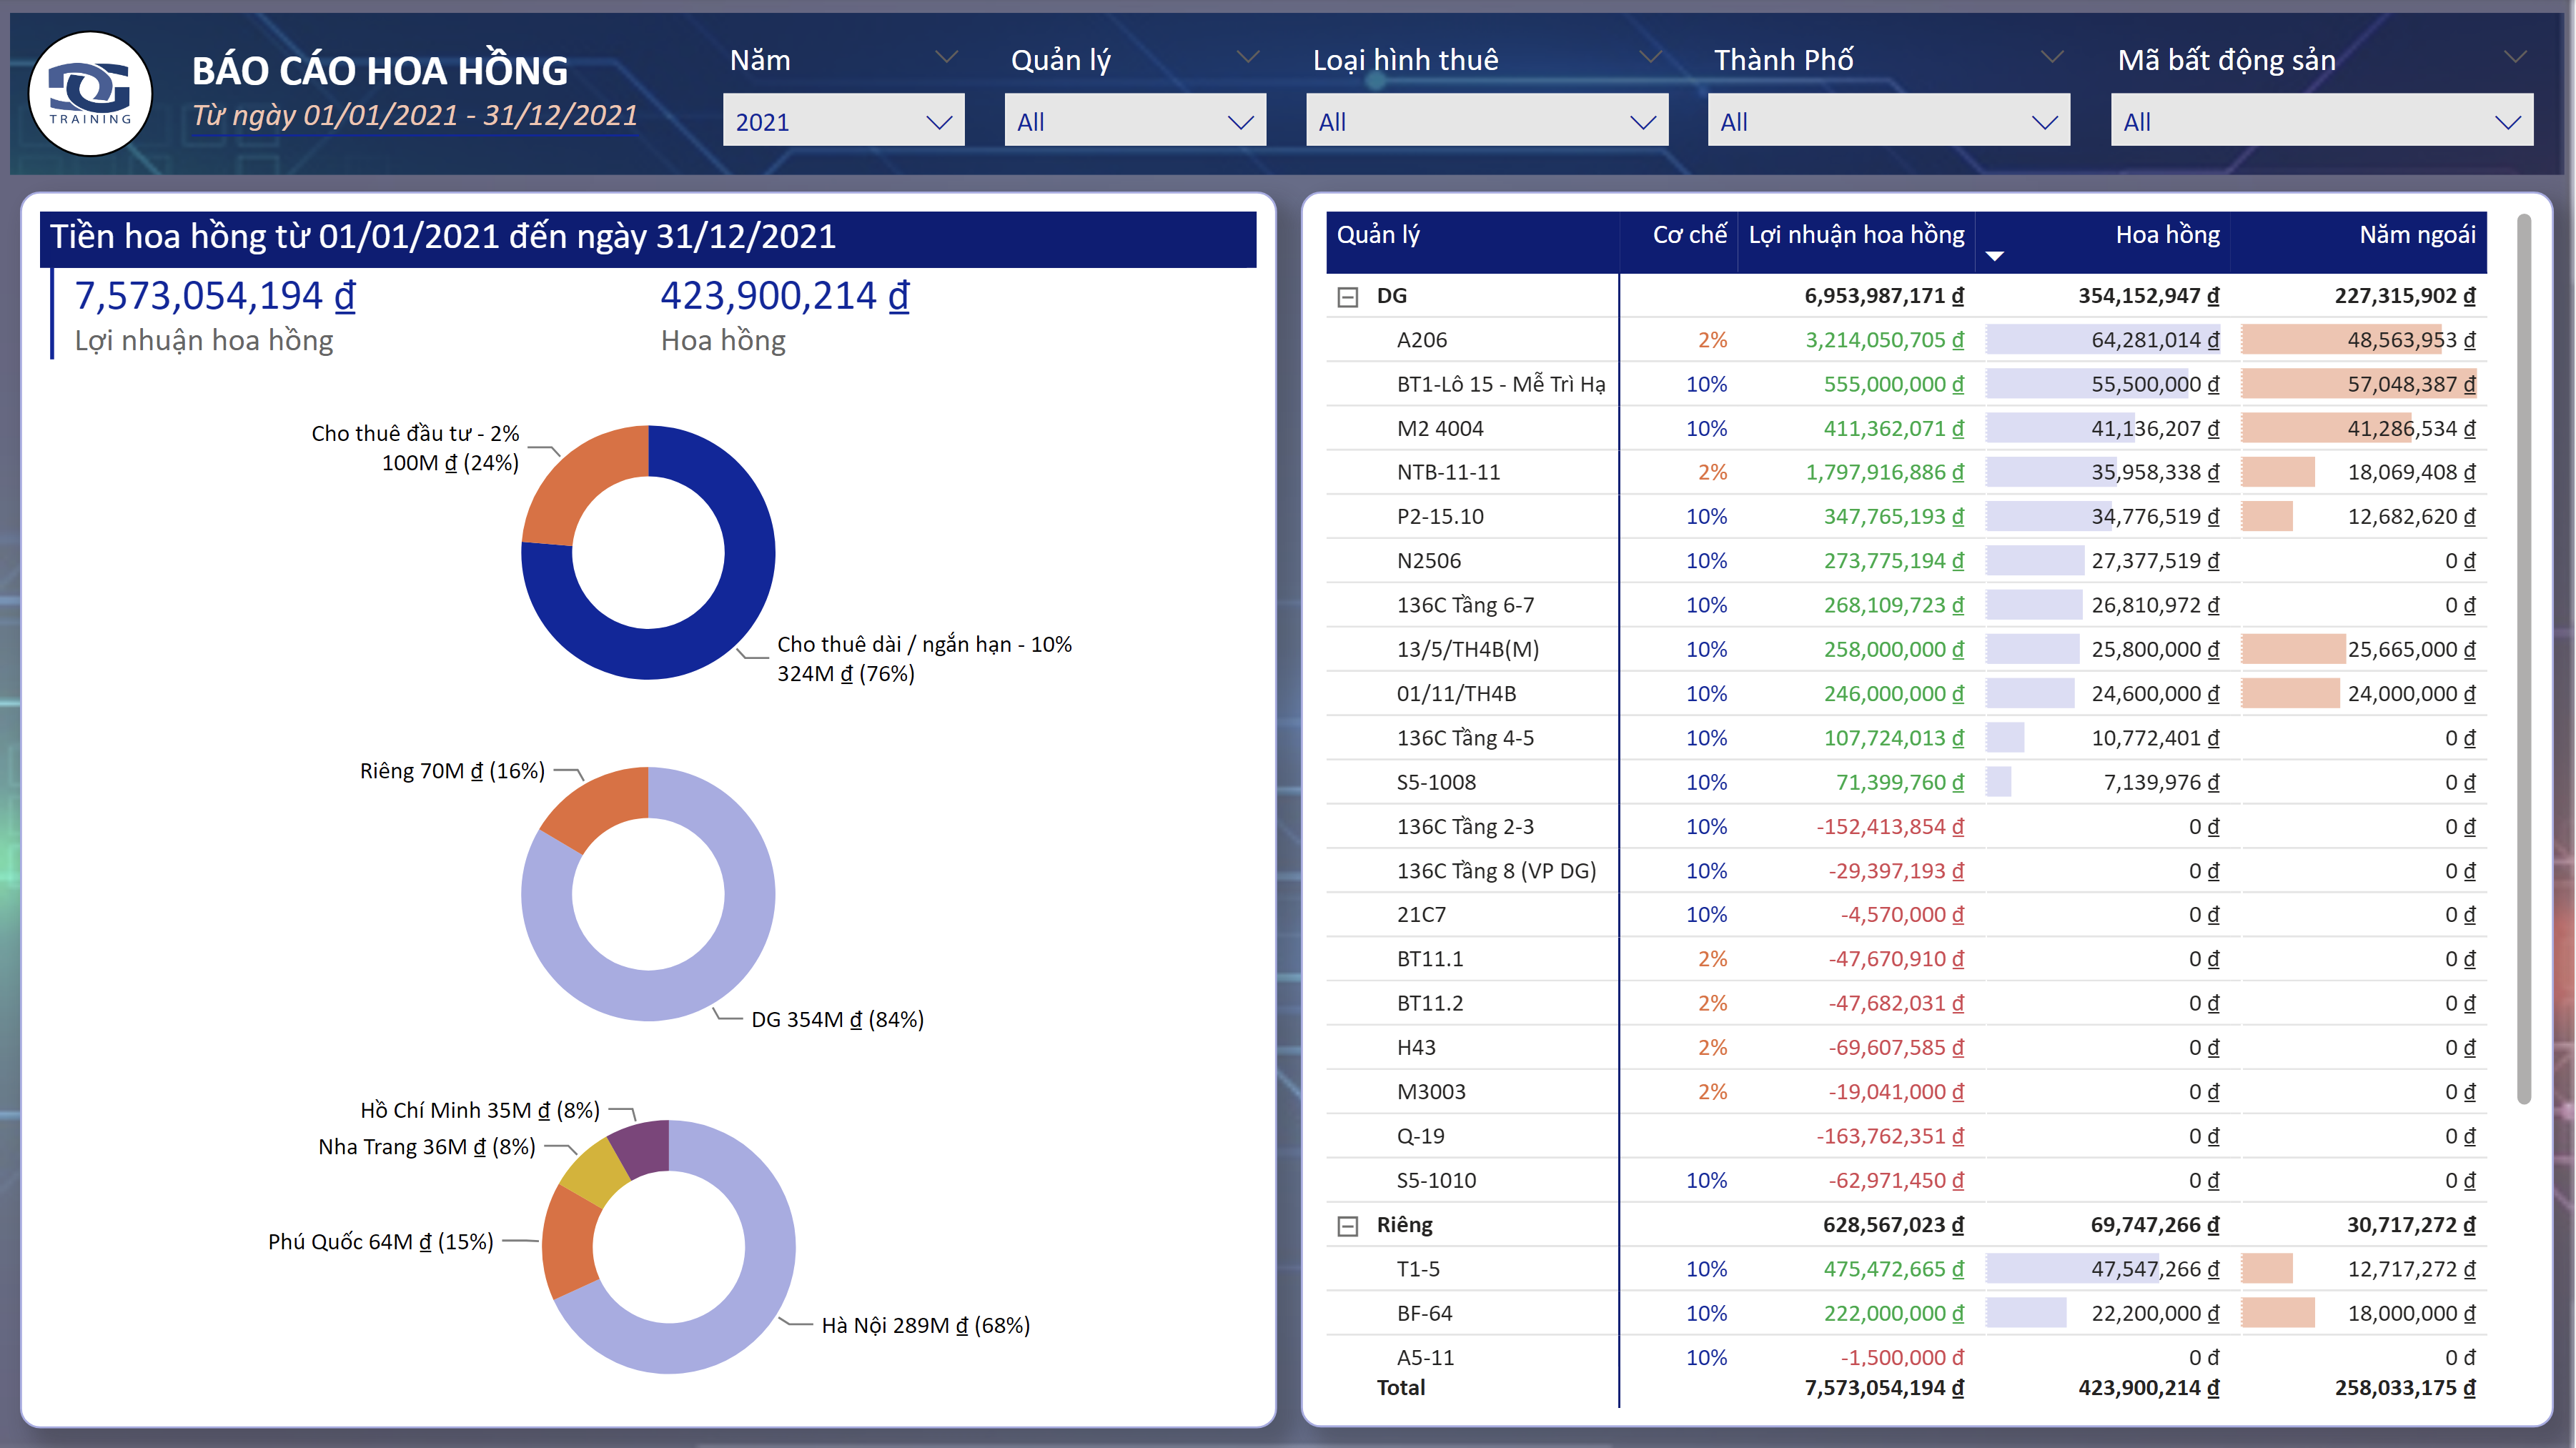 DG
TRAINING
BÁO CÁO HOA HỒNG
Từ ngày 01/01/2021 - 31/12/2021
Năm
2021
Quản lý
All
Loại hình thuê
All
Thành Phố
All
Mã bất động sản
All
Tiền hoa hồng từ 01/01/2021 đến ngày 31/12/2021
7,573,054,194 ₫
Lợi nhuận hoa hồng
423,900,214 ₫
Hoa hồng
Cho thuê đầu tư - 2%
100M ₫ (24%)
Cho thuê dài / ngắn hạn - 10%
324M ₫ (76%)
Riêng 70M ₫ (16%)
DG 354M ₫ (84%)
Hồ Chí Minh 35M ₫ (8%)
Nha Trang 36M ₫ (8%)
Phú Quốc 64M ₫ (15%)
Hà Nội 289M ₫ (68%)
Quản lý Cơ chế Lợi nhuận hoa hồng Hoa hồng Năm ngoái
DG 6,953,987,171 ₫ 354,152,947 ₫ 227,315,902 ₫
A206 2% 3,214,050,705 ₫ 64,281,014 ₫ 48,563,953 ₫
BT1-Lô 15 - Mễ Trì Hạ 10% 555,000,000 ₫ 55,500,000 ₫ 57,048,387 ₫
M2 4004 10% 411,362,071 ₫ 41,136,207 ₫ 41,286,534 ₫
NTB-11-11 2% 1,797,916,886 ₫ 35,958,338 ₫ 18,069,408 ₫
P2-15.10 10% 347,765,193 ₫ 34,776,519 ₫ 12,682,620 ₫
N2506 10% 273,775,194 ₫ 27,377,519 ₫ 0 ₫
136C Tầng 6-7 10% 268,109,723 ₫ 26,810,972 ₫ 0 ₫
13/5/TH4B(M) 10% 258,000,000 ₫ 25,800,000 ₫ 25,665,000 ₫
01/11/TH4B 10% 246,000,000 ₫ 24,600,000 ₫ 24,000,000 ₫
136C Tầng 4-5 10% 107,724,013 ₫ 10,772,401 ₫ 0 ₫
S5-1008 10% 71,399,760 ₫ 7,139,976 ₫ 0 ₫
136C Tầng 2-3 10% -152,413,854 ₫ 0 ₫ 0 ₫
136C Tầng 8 (VP DG) 10% -29,397,193 ₫ 0 ₫ 0 ₫
21C7 10% -4,570,000 ₫ 0 ₫ 0 ₫
BT11.1 2% -47,670,910 ₫ 0 ₫ 0 ₫
BT11.2 2% -47,682,031 ₫ 0 ₫ 0 ₫
H43 2% -69,607,585 ₫ 0 ₫ 0 ₫
M3003 2% -19,041,000 ₫ 0 ₫ 0 ₫
Q-19 -163,762,351 ₫ 0 ₫ 0 ₫
S5-1010 10% -62,971,450 ₫ 0 ₫ 0 ₫
Riêng 628,567,023 ₫ 69,747,266 ₫ 30,717,272 ₫
T1-5 10% 475,472,665 ₫ 47,547,266 ₫ 12,717,272 ₫
BF-64 10% 222,000,000 ₫ 22,200,000 ₫ 18,000,000 ₫
A5-11 10% -1,500,000 ₫ 0 ₫ 0 ₫
Total 7,573,054,194 ₫ 423,900,214 ₫ 258,033,175 ₫